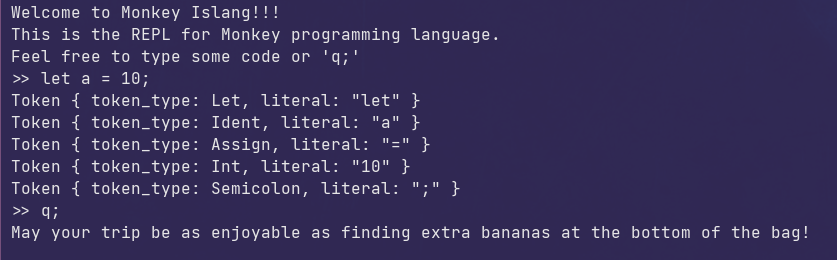 Welcome to Monkey Islang!!!
This is the REPL for Monkey programming language.
Feel free to type some code or 'q;'
>> let a = 10;
Token { token_type: Let, literal: "let" }
Token { token_type: Ident, literal: "a" }
Token { token_type: Assign, literal: "=" }
Token { token_type: Int, literal: "10" }
Token { token_type: Semicolon, literal: ";" }
>> q;
May your trip be as enjoyable as finding extra bananas at the bottom of the bag!